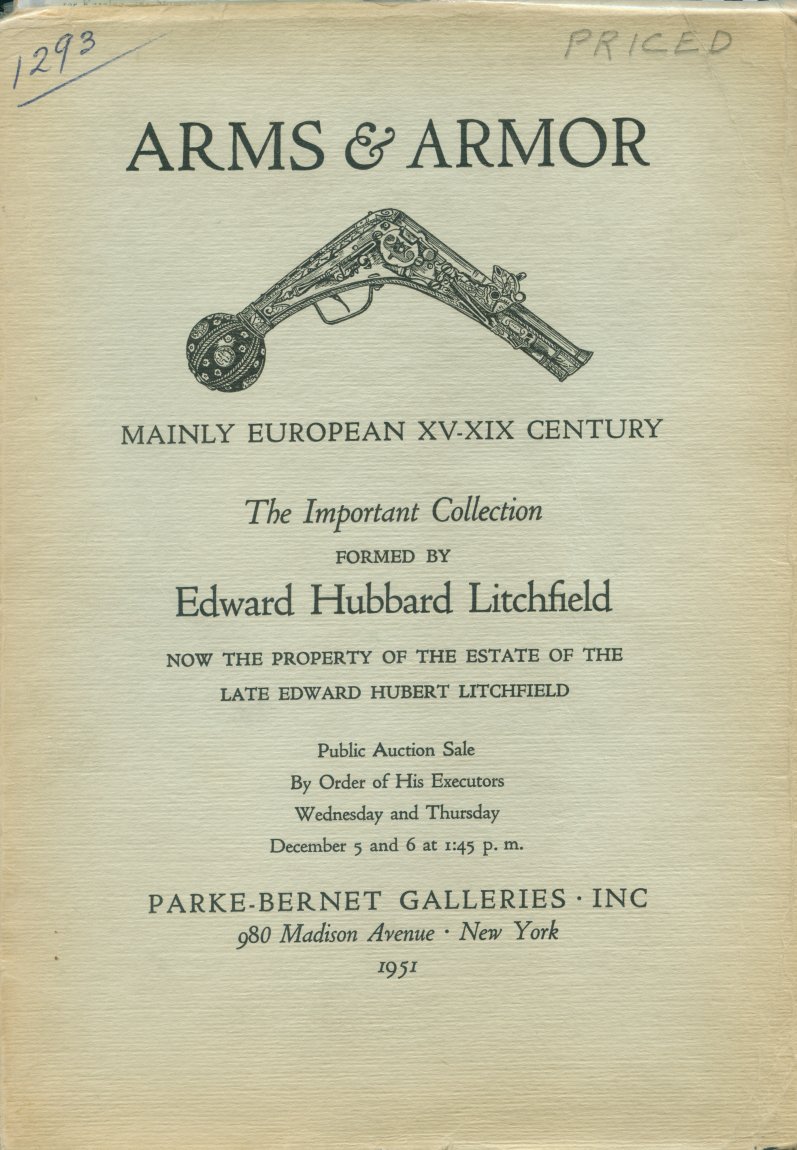 1293
PRICED
ARMS & ARMOR
MAINLY EUROPEAN XV-XIX CENTURY
The Important Collection
FORMED BY
Edward Hubbard Litchfield
NOW THE PROPERTY OF THE ESTATE OF THE
LATE EDWARD HUBERT LITCHFIELD
Public Auction Sale
By Order of His Executors
Wednesday and Thursday
December 5 and 6 at 1:45 p. m.
PARKE-BERNET GALLERIES · INC
980 Madison Avenue · New York
1951